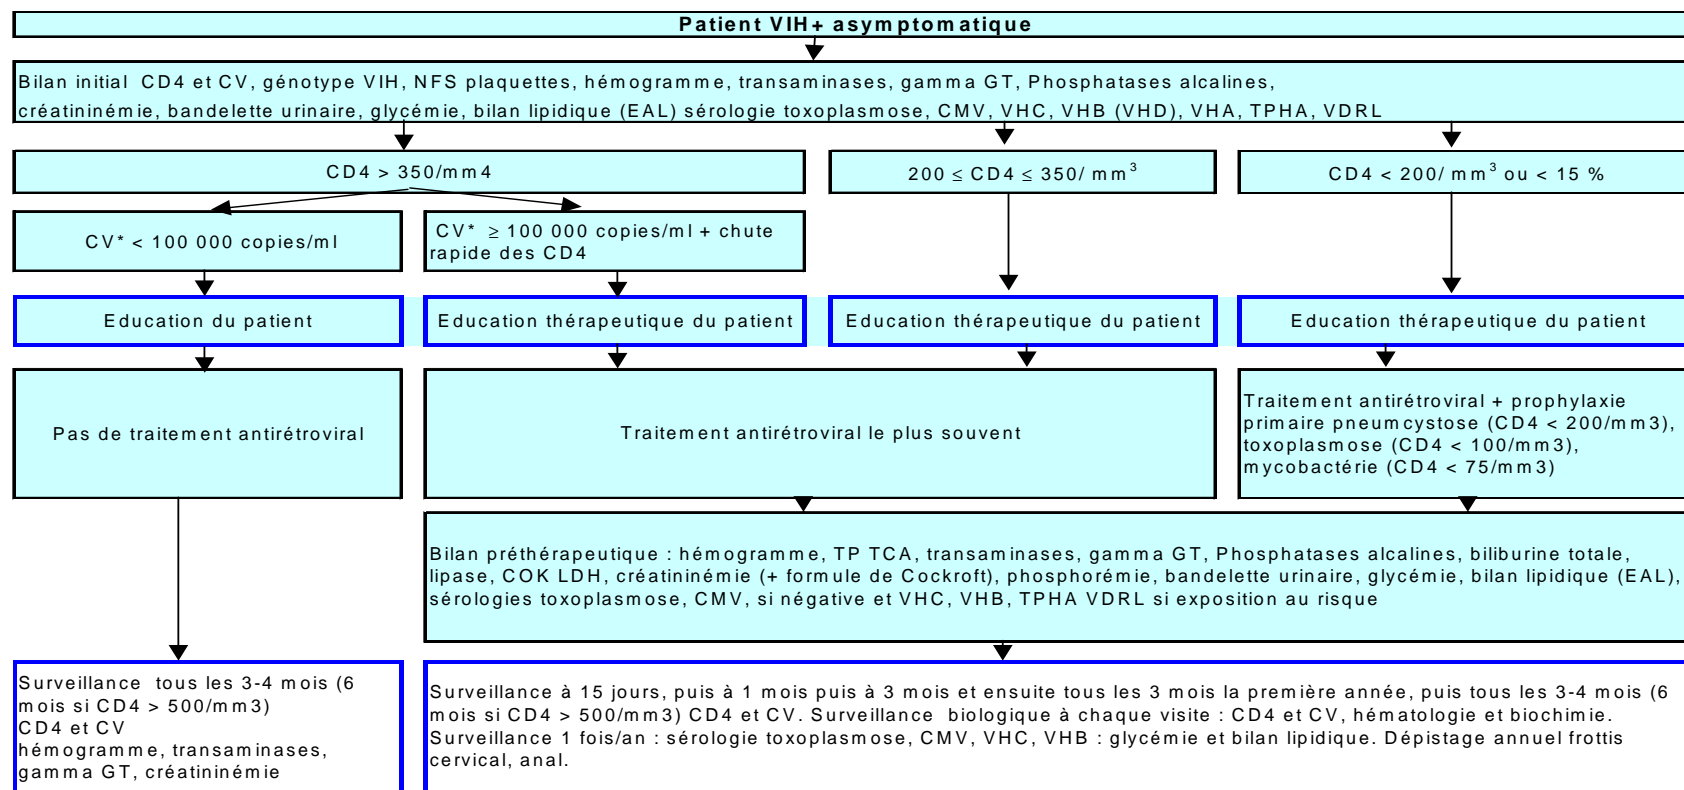 Patient VIH+ asymptomatique
Bilan initial CD4 et CV, génotype VIH, NFS plaquettes, hémogramme, transaminases, gamma GT, Phosphatases alcalines,
créatininémie, bandelette urinaire, glycémie, bilan lipidique (EAL) sérologie toxoplasmose, CMV, VHC, VHB (VHD), VHA, TPHA, VDRL
CD4 > 350/mm4
200 ≤ CD4 ≤ 350/ mm³
CD4 < 200/ mm³ ou < 15 %
CV* < 100 000 copies/ml
CV* ≥ 100 000 copies/ml + chute
rapide des CD4
Education du patient
Education thérapeutique du patient
Education thérapeutique du patient
Education thérapeutique du patient
Pas de traitement antirétroviral
Traitement antirétroviral le plus souvent
Traitement antirétroviral + prophylaxie
primaire pneumcystose (CD4 < 200/mm3),
toxoplasmose (CD4 < 100/mm3),
mycobactérie (CD4 < 75/mm3)
Bilan préthérapeutique : hémogramme, TP TCA, transaminases, gamma GT, Phosphatases alcalines, biliburine totale,
lipase, COK LDH, créatininémie (+ formule de Cockroft), phosphorémie, bandelette urinaire, glycémie, bilan lipidique (EAL),
sérologies toxoplasmose, CMV, si négative et VHC, VHB, TPHA VDRL si exposition au risque
Surveillance tous les 3-4 mois (6
mois si CD4 > 500/mm3)
CD4 et CV
hémogramme, transaminases,
gamma GT, créatininémie
Surveillance à 15 jours, puis à 1 mois puis à 3 mois et ensuite tous les 3 mois la première année, puis tous les 3-4 mois (6
mois si CD4 > 500/mm3) CD4 et CV. Surveillance biologique à chaque visite : CD4 et CV, hématologie et biochimie.
Surveillance 1 fois/an : sérologie toxoplasmose, CMV, VHC, VHB : glycémie et bilan lipidique. Dépistage annuel frottis
cervical, anal.